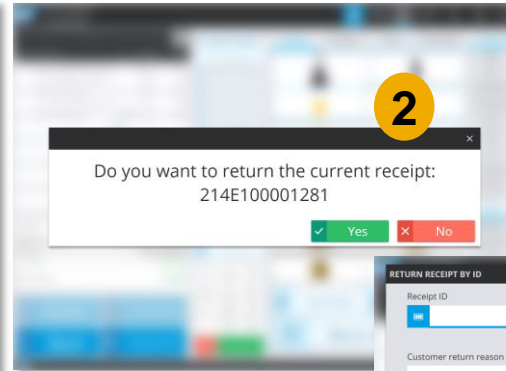 2
Do you want to return the current receipt:
214E100001281
Yes
No
RETURN RECEIPT BY ID
Receipt ID
Customer return reason